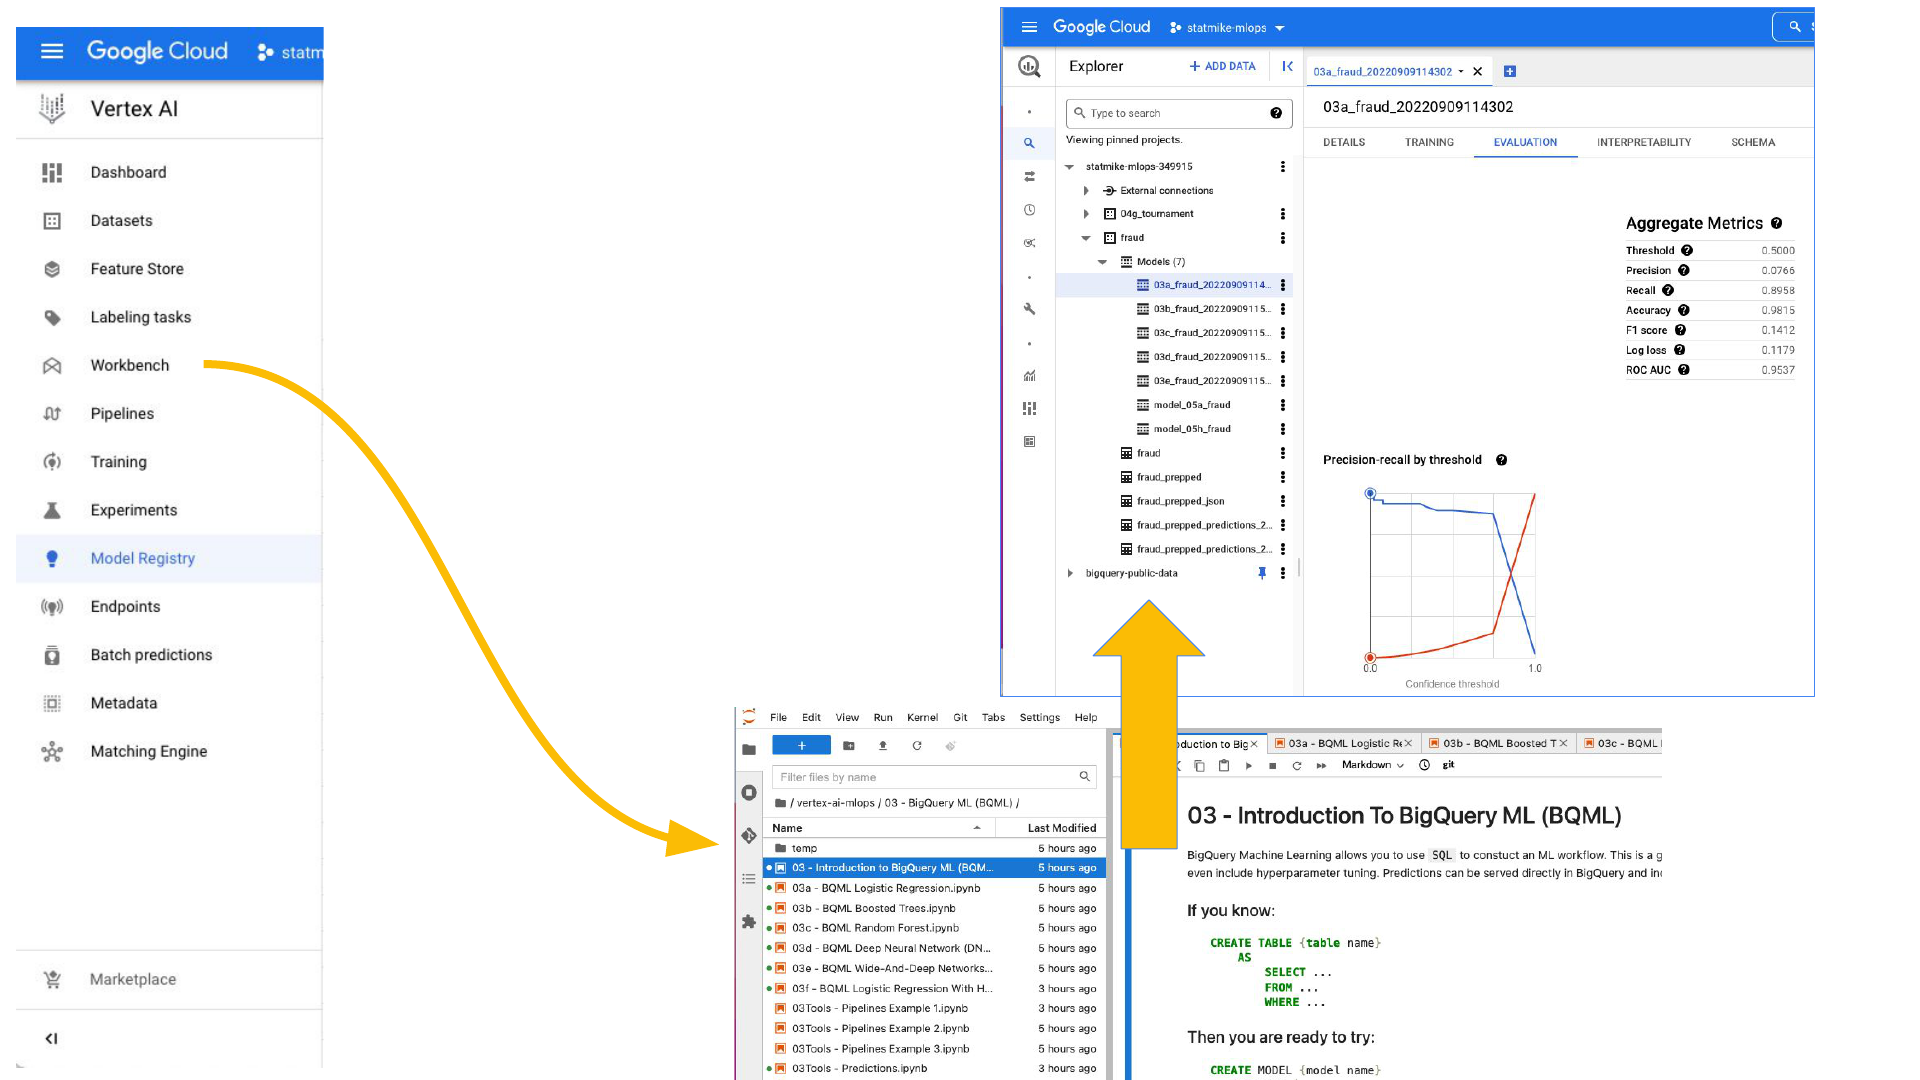 Google Cloud statm
Vertex AI
Dashboard
Datasets
Feature Store
Labeling tasks
Workbench
Pipelines
Training
Experiments
Model Registry
Endpoints
Batch predictions
Metadata
Matching Engine
Marketplace
Google Cloud statmike-mlops
Explorer + ADD DATA
Type to search
Viewing pinned projects.
statmike-mlops-349915
External connections
04g_tournament
fraud
Models (7)
03a_fraud_20220909114...
03b_fraud_20220909115...
03c_fraud_20220909115...
03d_fraud_20220909115...
03e_fraud_20220909115...
model_05a_fraud
model_05h_fraud
fraud
fraud_prepped
fraud_prepped_json
fraud_prepped_predictions_2...
fraud_prepped_predictions_2...
bigquery-public-data
03a_fraud_20220909114302
03a_fraud_20220909114302
DETAILS TRAINING EVALUATION INTERPRETABILITY SCHEMA
Aggregate Metrics
Threshold 0.5000
Precision 0.0766
Recall 0.8958
Accuracy 0.9815
F1 score 0.1412
Log loss 0.1179
ROC AUC 0.9537
Precision-recall by threshold
0.0 1.0
Confidence threshold
File Edit View Run Kernel Git Tabs Settings Help
Filter files by name
/ vertex-ai-mlops / 03 - BigQuery ML (BQML) /
Name Last Modified
temp 5 hours ago
03 - Introduction to BigQuery ML (BQM... 5 hours ago
03a - BQML Logistic Regression.ipynb 5 hours ago
03b - BQML Boosted Trees.ipynb 5 hours ago
03c - BQML Random Forest.ipynb 5 hours ago
03d - BQML Deep Neural Network (DN... 5 hours ago
03e - BQML Wide-And-Deep Networks... 5 hours ago
03f - BQML Logistic Regression With H... 3 hours ago
03Tools - Pipelines Example 1.ipynb 3 hours ago
03Tools - Pipelines Example 2.ipynb 5 hours ago
03Tools - Pipelines Example 3.ipynb 5 hours ago
03Tools - Predictions.ipynb 3 hours ago
duction to Big 03a - BQML Logistic Re 03b - BQML Boosted T 03c - BQML
Markdown git
03 - Introduction To BigQuery ML (BQML)
BigQuery Machine Learning allows you to use SQL to constuct an ML workflow. This is a g
even include hyperparameter tuning. Predictions can be served directly in BigQuery and inc
If you know:
CREATE TABLE {table name}
AS
SELECT ...
FROM ...
WHERE ...
Then you are ready to try:
CREATE MODEL {model name}